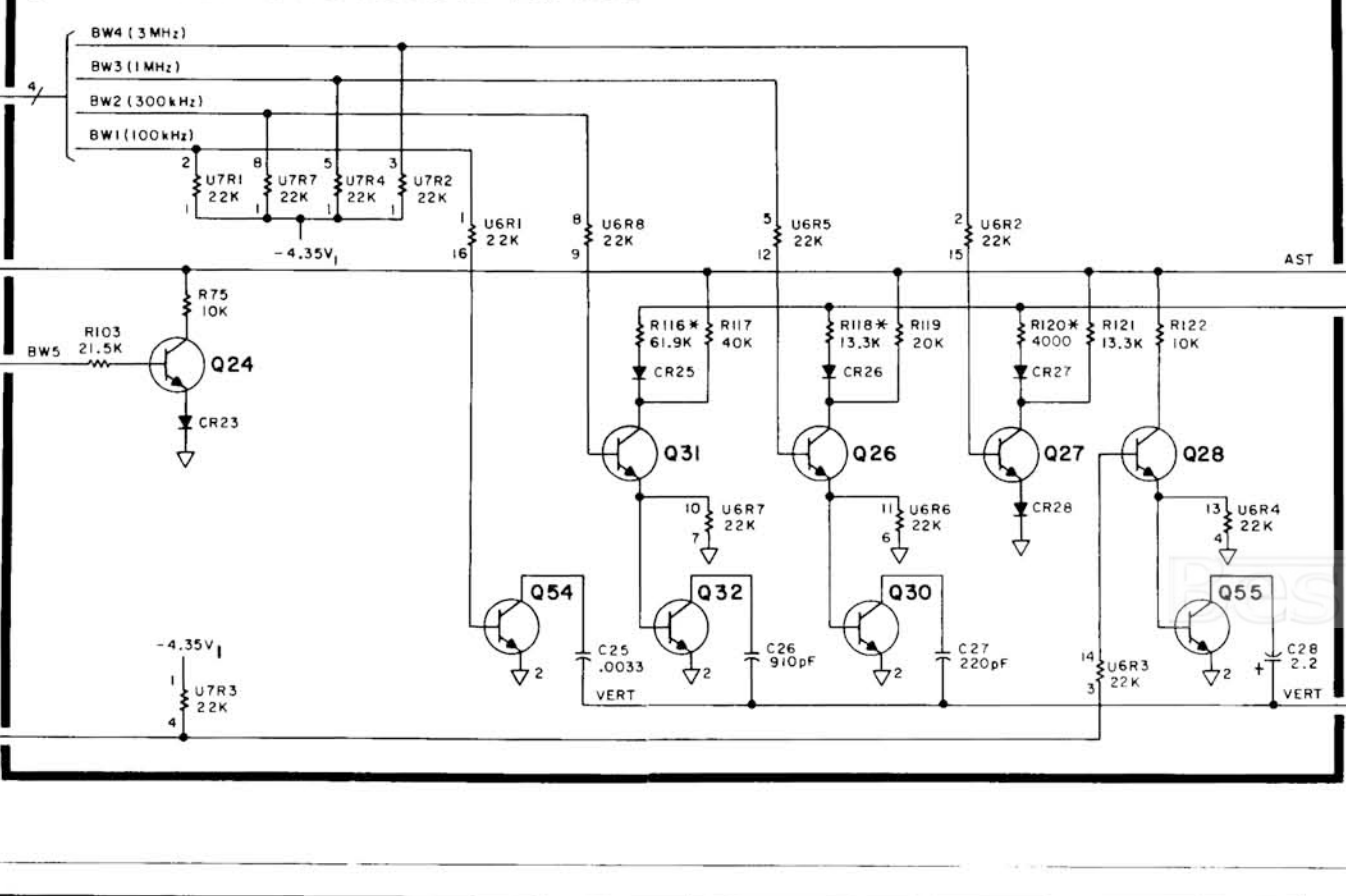 BW4 (3MHz)
BW3 (1MHz)
4/
BW2 (300kHz)
BW1 (100kHz)
2
8
5
3
U7R1
22K
U7R7
22K
U7R4
22K
U7R2
22K
1
1
1
1
-4.35V1
1
U6R1
22K
16
8
U6R8
22K
9
5
U6R5
22K
12
2
U6R2
22K
15
AST
R75
10K
R103
21.5K
BW5
Q24
CR23
R116*
61.9K
R117
40K
R118*
13.3K
R119
20K
R120*
4000
R121
13.3K
R122
10K
CR25
CR26
CR27
Q31
Q26
Q27
Q28
10
U6R7
22K
7
11
U6R6
22K
6
CR28
13
U6R4
22K
4
Bes
Q54
Q32
Q30
Q55
2
2
2
2
C25
.0033
C26
910pF
C27
220pF
C28
2.2
+
14
U6R3
22K
3
VERT
VERT
-4.35V1
1
U7R3
22K
4